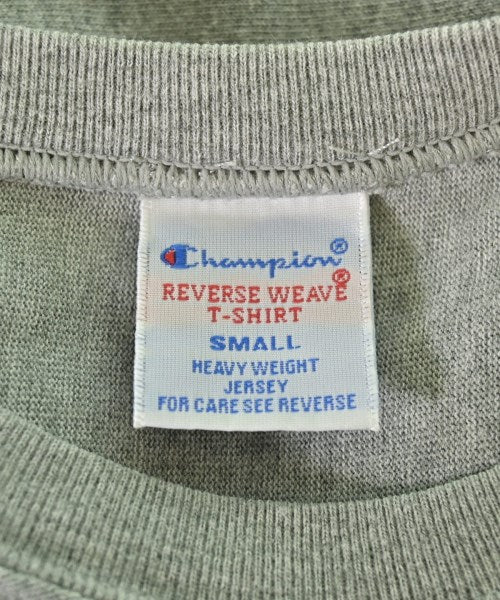 Champion®
REVERSE WEAVE®
T-SHIRT
SMALL
HEAVY WEIGHT
JERSEY
FOR CARE SEE REVERSE